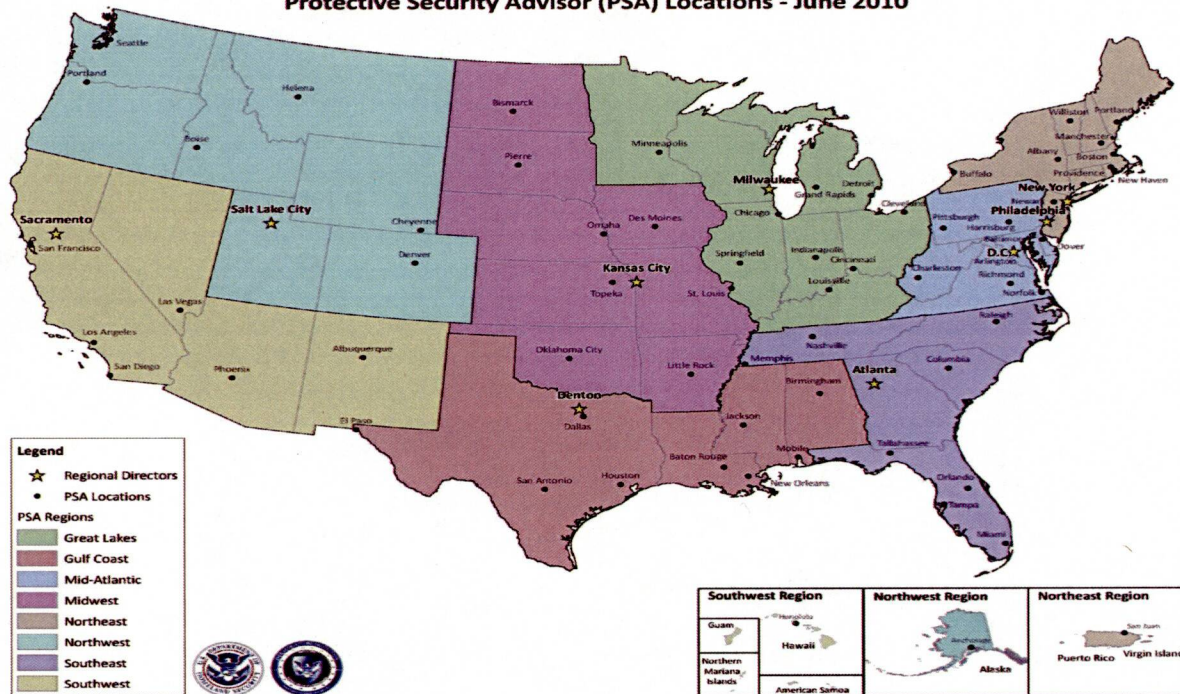 Protective Security Advisor (PSA) Locations - June 2010
Seattle
Portland
Helena
Boise
Bismarck
Pierre
Minneapolis
Milwaukee
Grand Rapids
Detroit
Chicago
Cleveland
Williston
Portland
Manchester
Albany
Boston
Buffalo
Providence
New Haven
New York
Newark
Pittsburgh
Philadelphia
Harrisburg
Baltimore
Dover
D.C.
Arlington
Charleston
Richmond
Norfolk
Sacramento
San Francisco
Salt Lake City
Cheyenne
Denver
Omaha
Des Moines
Kansas City
Topeka
St. Louis
Springfield
Indianapolis
Cincinnati
Louisville
Las Vegas
Los Angeles
San Diego
Phoenix
Albuquerque
El Paso
Oklahoma City
Little Rock
Memphis
Nashville
Raleigh
Columbia
Atlanta
Birmingham
Denton
Dallas
Jackson
Baton Rouge
Mobile
Tallahassee
New Orleans
San Antonio
Houston
Orlando
Tampa
Miami
Legend
Regional Directors
PSA Locations
PSA Regions
Great Lakes
Gulf Coast
Mid-Atlantic
Midwest
Northeast
Northwest
Southeast
Southwest
Southwest Region
Guam
Honolulu
Hawaii
Northern
Mariana
Islands
American Samoa
Northwest Region
Anchorage
Alaska
Northeast Region
San Juan
Puerto Rico
Virgin Island